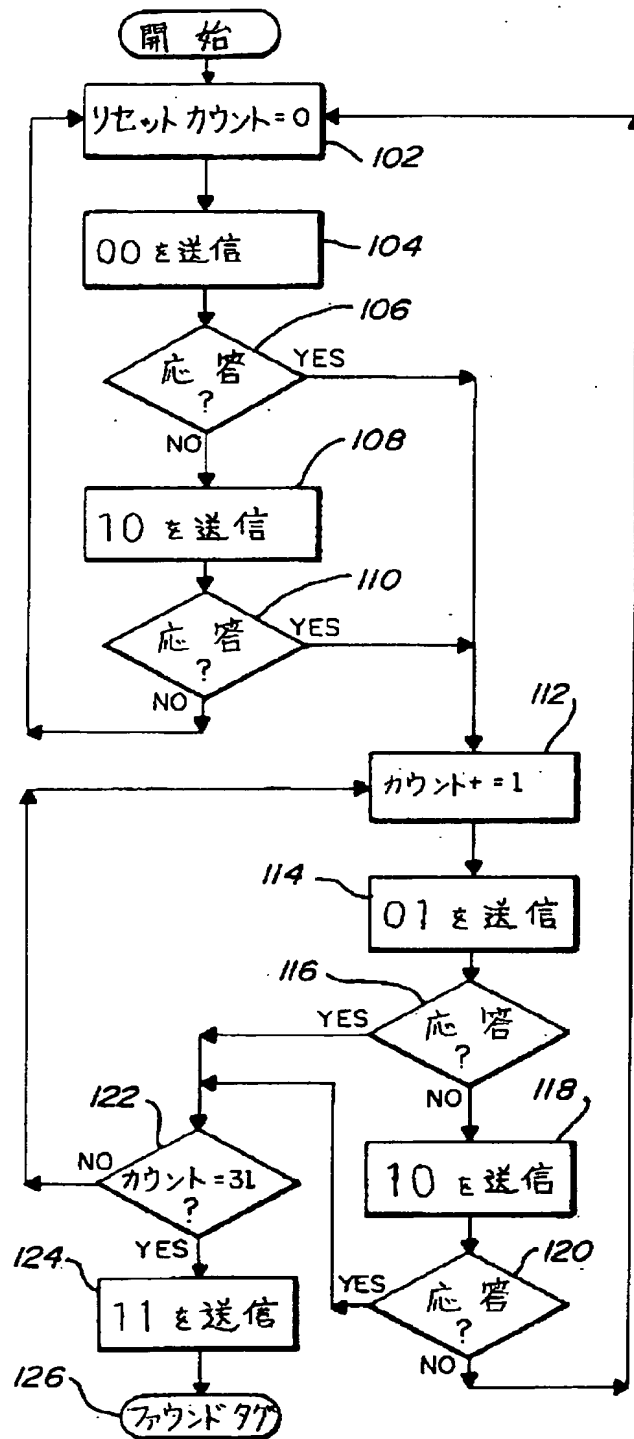 開始
リセットカウント=0
102
00を送信
104
106
応答
?
YES
NO
108
10を送信
110
応答
?
YES
NO
112
カウント+=1
114
01を送信
116
YES
応答
?
NO
118
122
NO
カウント=31
?
YES
10を送信
120
YES
応答
?
NO
124
11を送信
126
ファウンドタグ